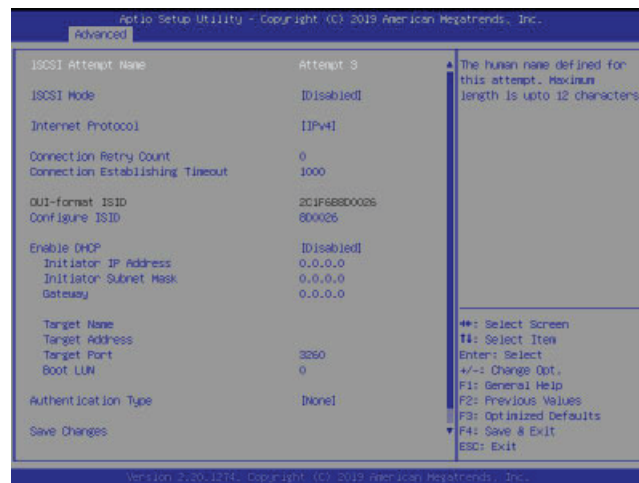 Aptio Setup Utility - Copyright (C) 2019 American Megatrends, Inc.
Advanced
iSCSI Attempt Name Attempt 3
iSCSI Mode [Disabled]
Internet Protocol [IPv4]
Connection Retry Count 0
Connection Establishing Timeout 1000
OUI-format ISID 2C1F6B8D0026
Configure ISID 8D0026
Enable DHCP [Disabled]
Initiator IP Address 0.0.0.0
Initiator Subnet Mask 0.0.0.0
Gateway 0.0.0.0
Target Name
Target Address
Target Port 3260
Boot LUN 0
Authentication Type [None]
Save Changes
The human name defined for
this attempt. Maximum
length is upto 12 characters
↔: Select Screen
↑↓: Select Item
Enter: Select
+/-: Change Opt.
F1: General Help
F2: Previous Values
F3: Optimized Defaults
F4: Save & Exit
ESC: Exit
Version 2.20.1274. Copyright (C) 2019 American Megatrends, Inc.